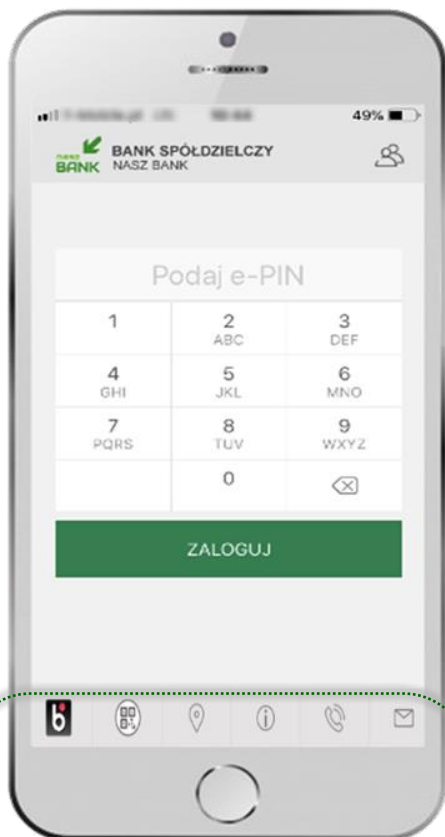 49%
nasz BANK
BANK SPÓŁDZIELCZY
NASZ BANK
Podaj e-PIN
1 2 3
ABC DEF
4 5 6
GHI JKL MNO
7 8 9
PQRS TUV WXYZ
0
ZALOGUJ
b